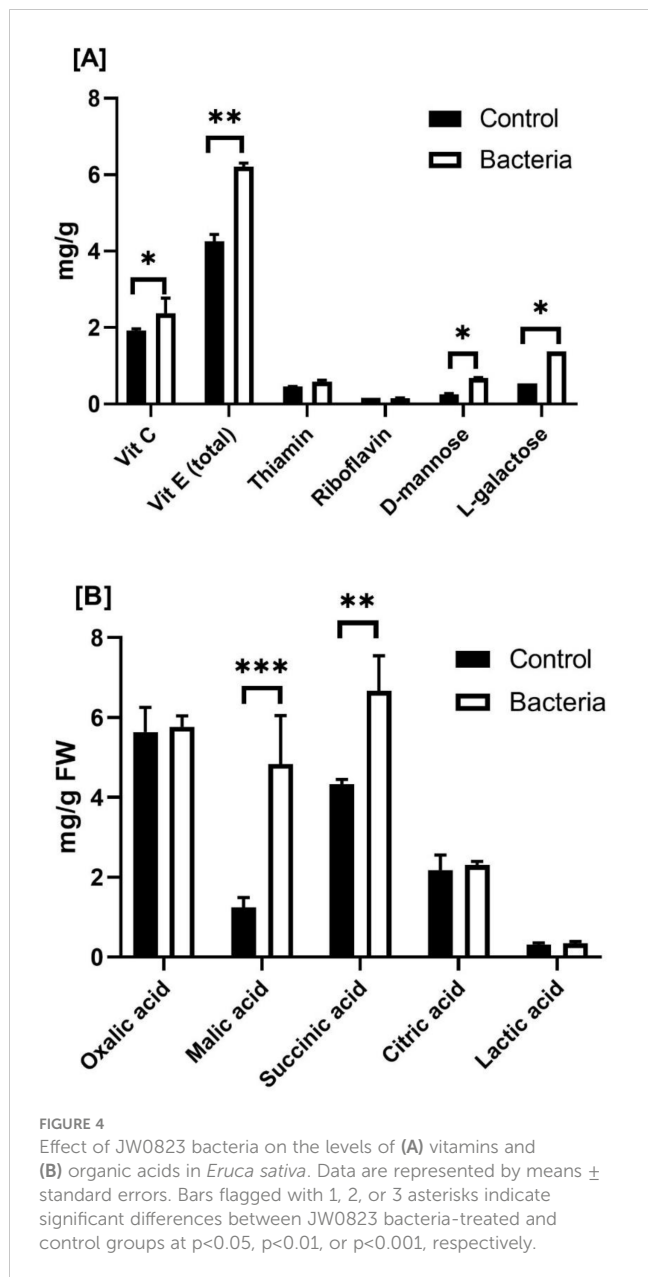 [A]
8
6
4
2
0
mg/g
Control
Bacteria
*
**
*
*
Vit C
Vit E (total)
Thiamin
Riboflavin
D-mannose
L-galactose
[B]
8
6
4
2
0
mg/g FW
Control
Bacteria
***
**
Oxalic acid
Malic acid
Succinic acid
Citric acid
Lactic acid
FIGURE 4
Effect of JW0823 bacteria on the levels of (A) vitamins and
(B) organic acids in Eruca sativa. Data are represented by means ±
standard errors. Bars flagged with 1, 2, or 3 asterisks indicate
significant differences between JW0823 bacteria-treated and
control groups at p<0.05, p<0.01, or p<0.001, respectively.